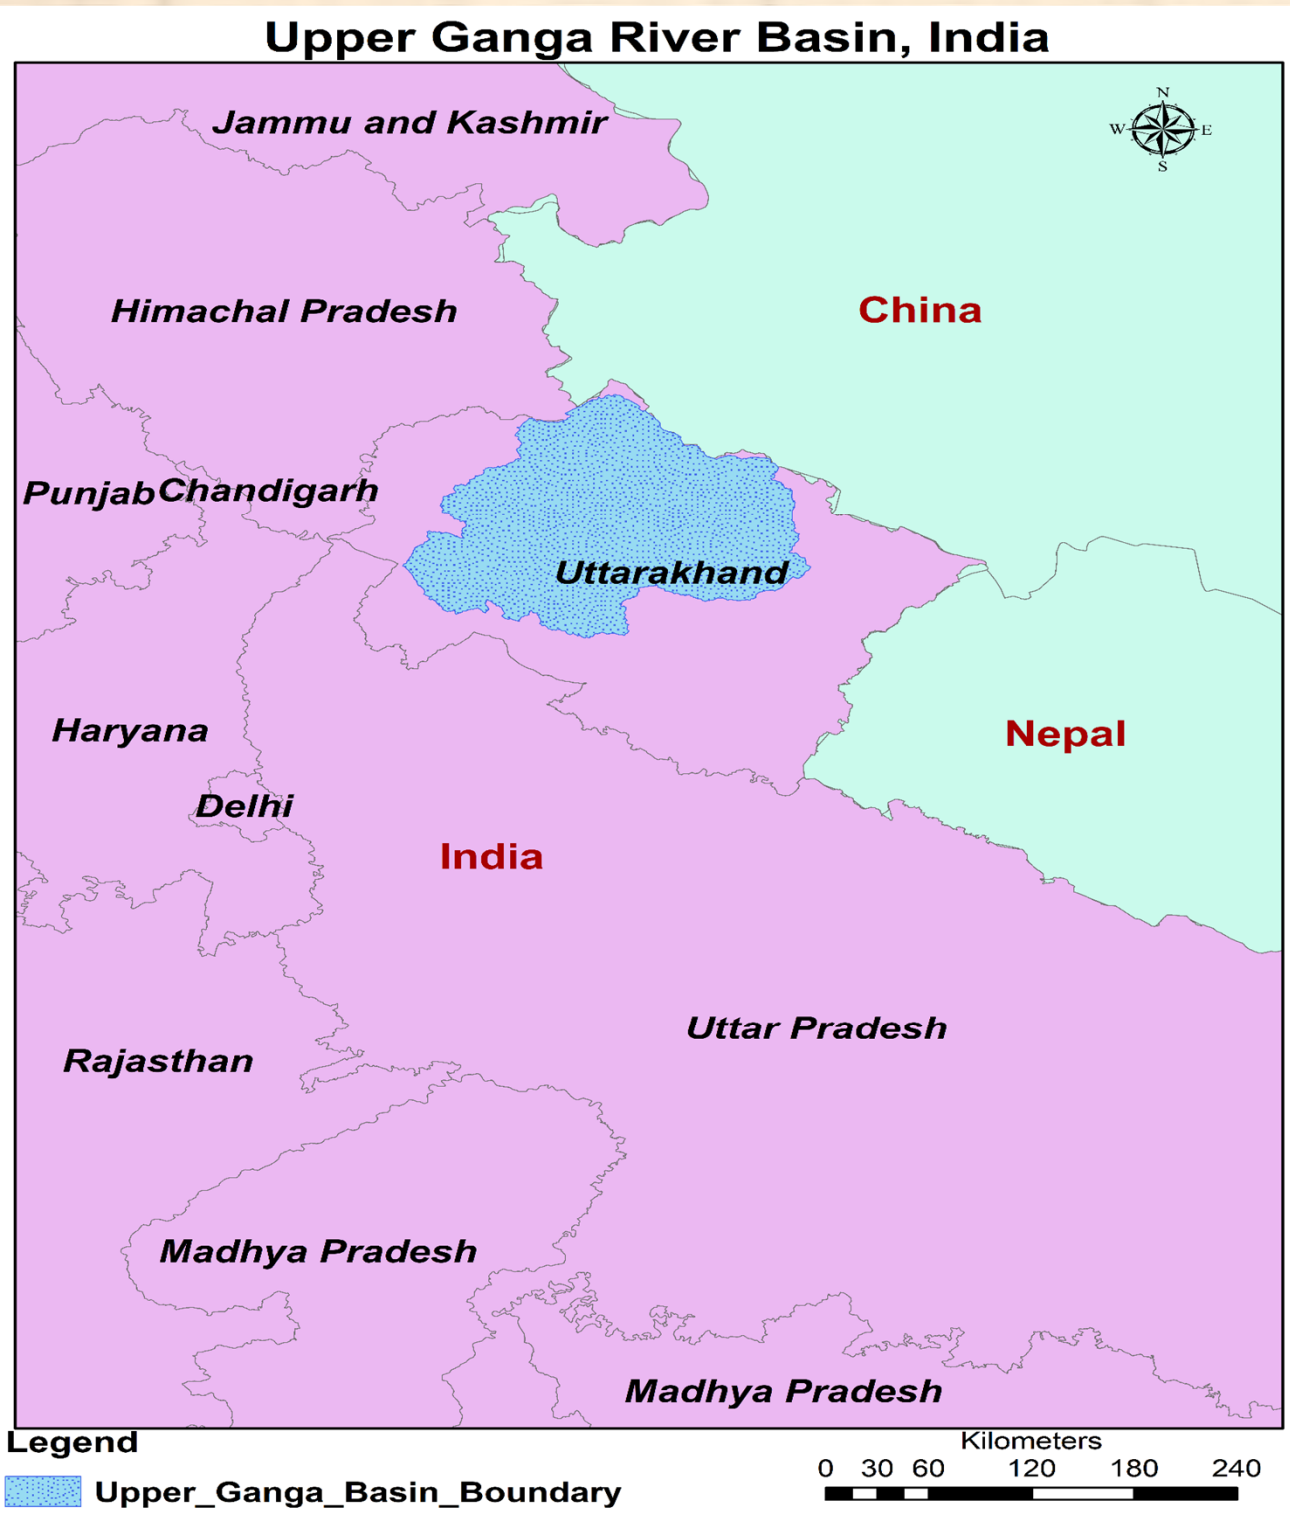 Upper Ganga River Basin, India
Jammu and Kashmir
N
W E
S
Himachal Pradesh
China
Punjab Chandigarh
Uttarakhand
Haryana
Nepal
Delhi
India
Uttar Pradesh
Rajasthan
Madhya Pradesh
Madhya Pradesh
Legend
Kilometers
0 30 60 120 180 240
Upper_Ganga_Basin_Boundary